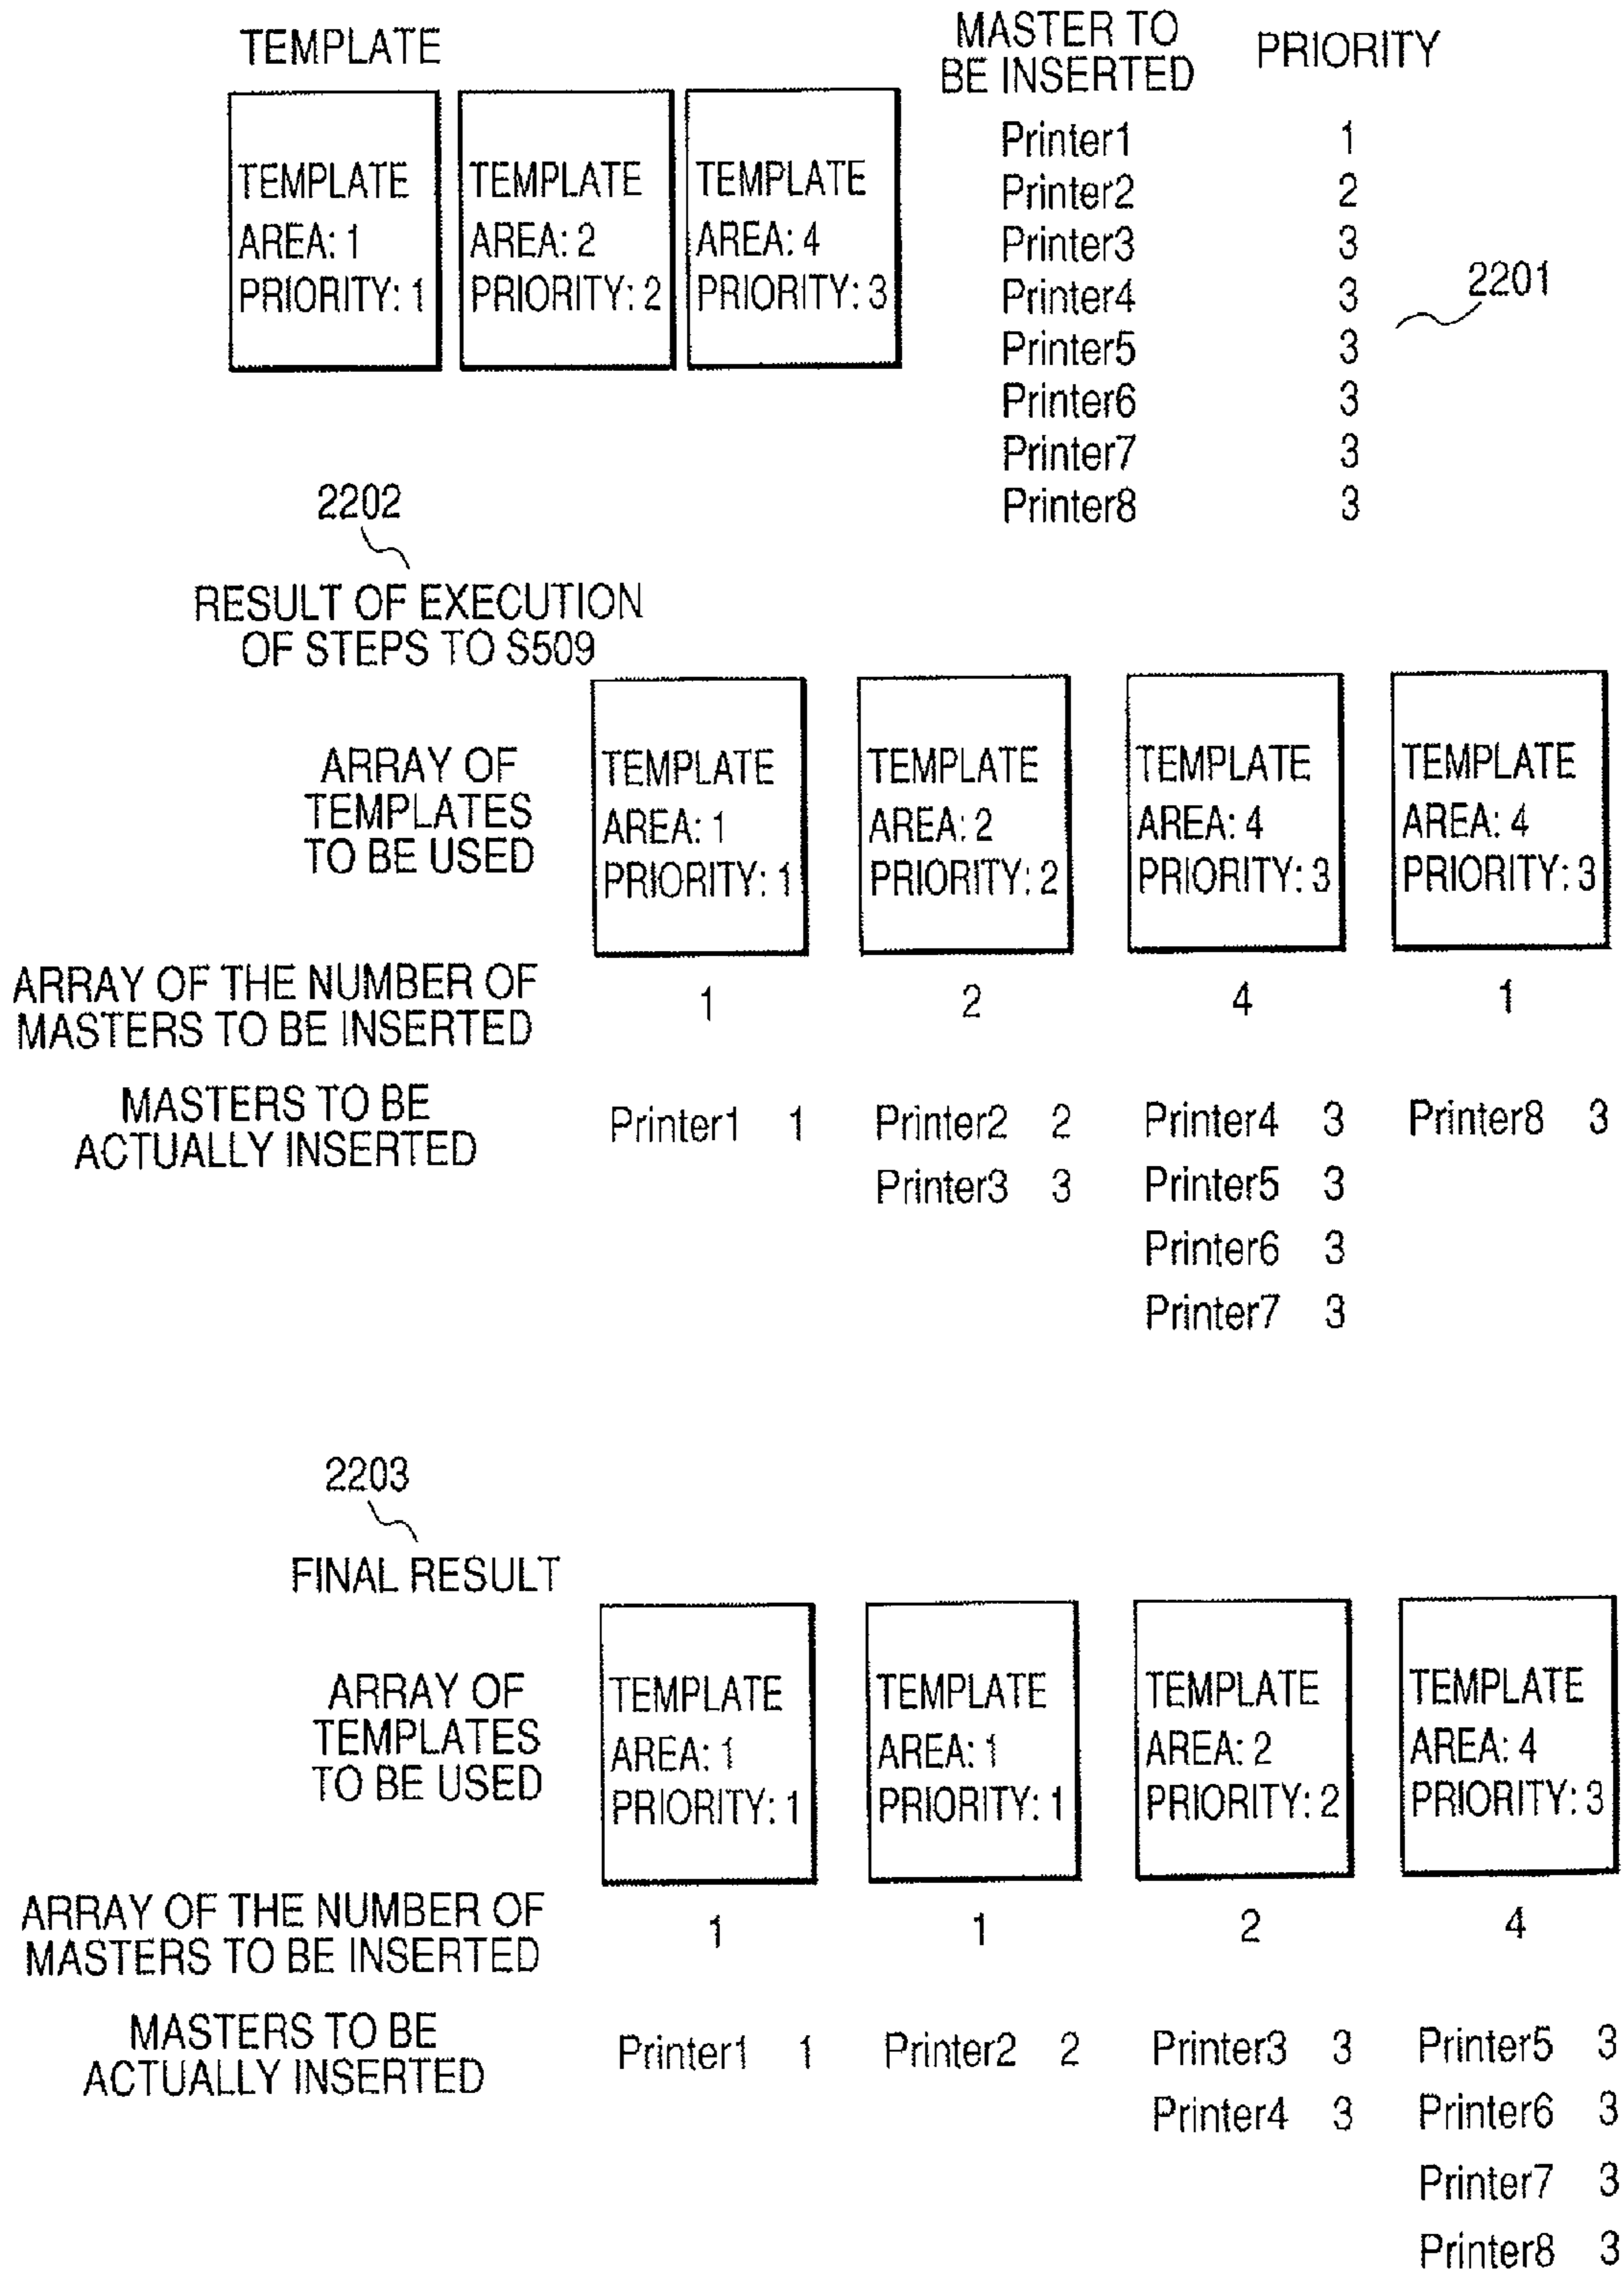 TEMPLATE
MASTER TO
BE INSERTED
PRIORITY
TEMPLATE
AREA: 1
PRIORITY: 1
TEMPLATE
AREA: 2
PRIORITY: 2
TEMPLATE
AREA: 4
PRIORITY: 3
Printer1 1
Printer2 2
Printer3 3
Printer4 3
Printer5 3
Printer6 3
Printer7 3
Printer8 3
2201
2202
RESULT OF EXECUTION
OF STEPS TO S509
ARRAY OF
TEMPLATES
TO BE USED
TEMPLATE
AREA: 1
PRIORITY: 1
TEMPLATE
AREA: 2
PRIORITY: 2
TEMPLATE
AREA: 4
PRIORITY: 3
TEMPLATE
AREA: 4
PRIORITY: 3
ARRAY OF THE NUMBER OF
MASTERS TO BE INSERTED
1 2 4 1
MASTERS TO BE
ACTUALLY INSERTED
Printer1 1
Printer2 2
Printer3 3
Printer4 3
Printer5 3
Printer6 3
Printer7 3
Printer8 3
2203
FINAL RESULT
ARRAY OF
TEMPLATES
TO BE USED
TEMPLATE
AREA: 1
PRIORITY: 1
TEMPLATE
AREA: 1
PRIORITY: 1
TEMPLATE
AREA: 2
PRIORITY: 2
TEMPLATE
AREA: 4
PRIORITY: 3
ARRAY OF THE NUMBER OF
MASTERS TO BE INSERTED
1 1 2 4
MASTERS TO BE
ACTUALLY INSERTED
Printer1 1
Printer2 2
Printer3 3
Printer4 3
Printer5 3
Printer6 3
Printer7 3
Printer8 3